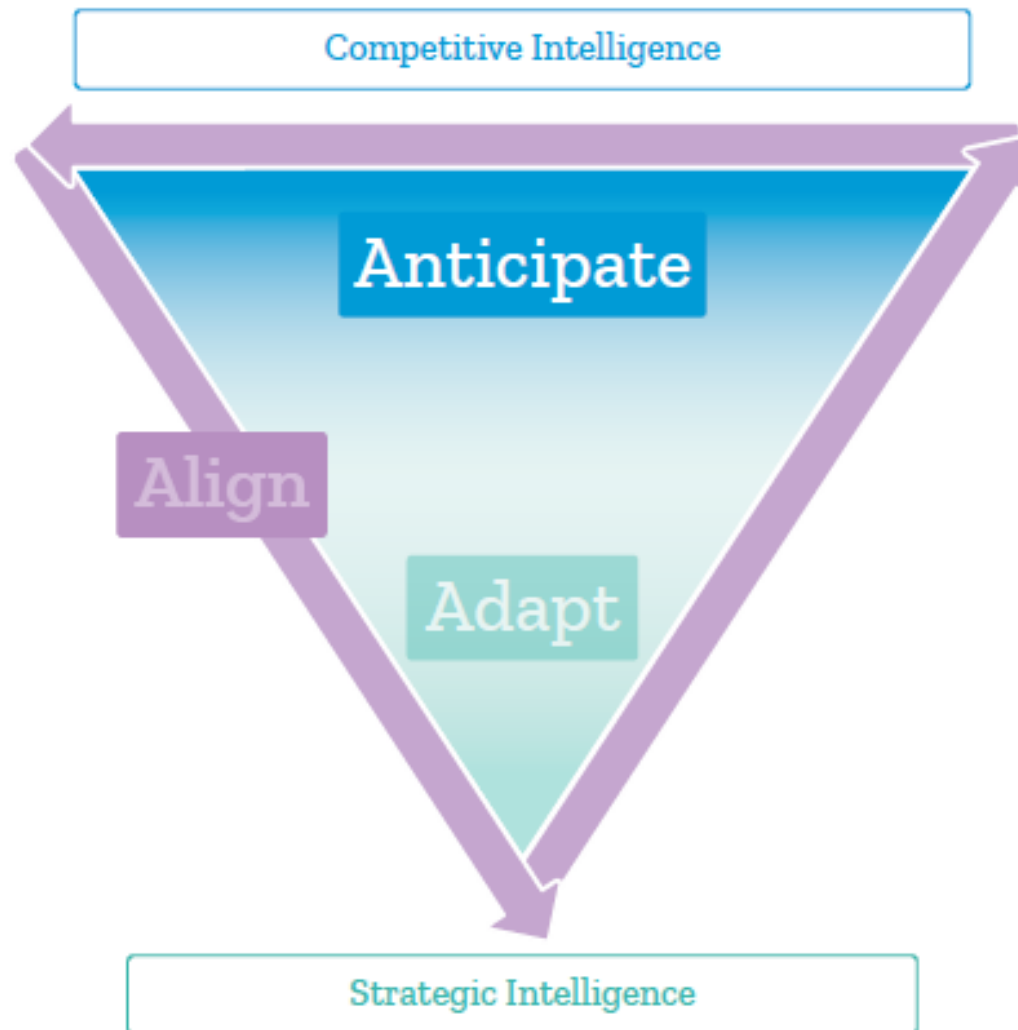 Competitive Intelligence
Anticipate
Align
Adapt
Strategic Intelligence